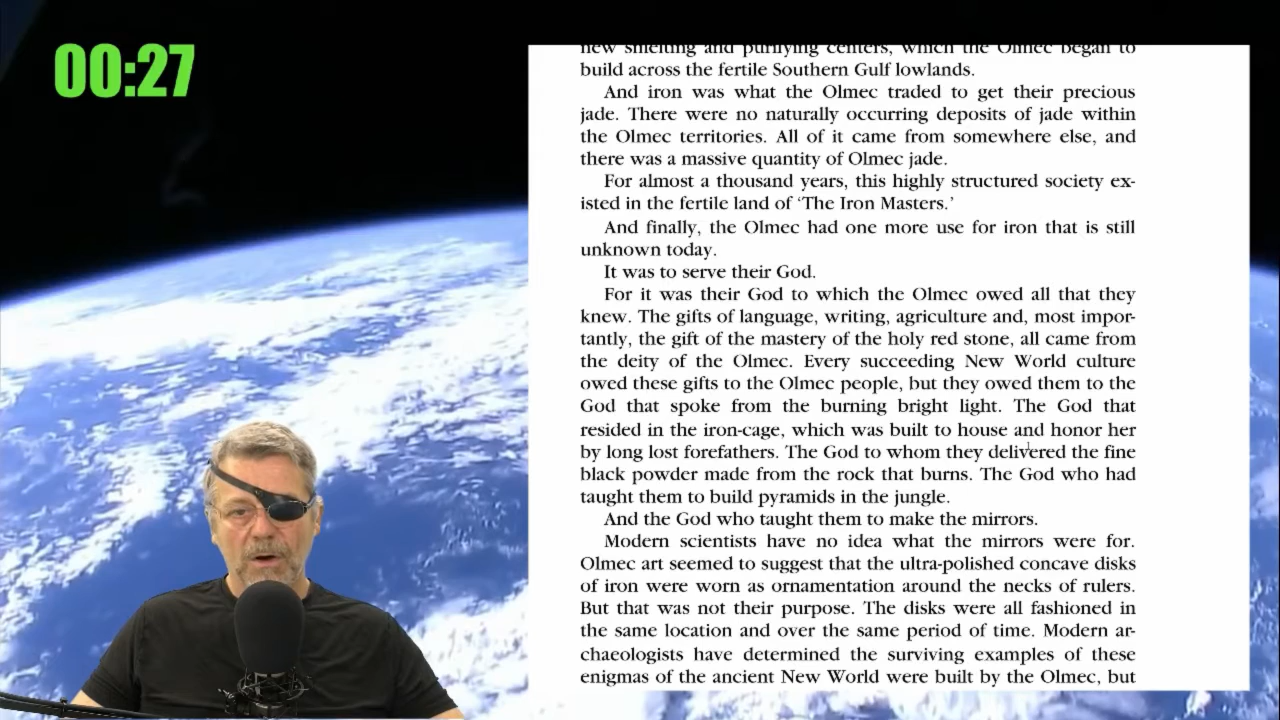 00:27
new smelting and purifying centers, which the Olmec began to
build across the fertile Southern Gulf lowlands.
And iron was what the Olmec traded to get their precious
jade. There were no naturally occurring deposits of jade within
the Olmec territories. All of it came from somewhere else, and
there was a massive quantity of Olmec jade.
For almost a thousand years, this highly structured society ex-
isted in the fertile land of ‘The Iron Masters.’
And finally, the Olmec had one more use for iron that is still
unknown today.
It was to serve their God.
For it was their God to which the Olmec owed all that they
knew. The gifts of language, writing, agriculture and, most impor-
tantly, the gift of the mastery of the holy red stone, all came from
the deity of the Olmec. Every succeeding New World culture
owed these gifts to the Olmec people, but they owed them to the
God that spoke from the burning bright light. The God that
resided in the iron-cage, which was built to house and honor her
by long lost forefathers. The God to whom they delivered the fine
black powder made from the rock that burns. The God who had
taught them to build pyramids in the jungle.
And the God who taught them to make the mirrors.
Modern scientists have no idea what the mirrors were for.
Olmec art seemed to suggest that the ultra-polished concave disks
of iron were worn as ornamentation around the necks of rulers.
But that was not their purpose. The disks were all fashioned in
the same location and over the same period of time. Modern ar-
chaeologists have determined the surviving examples of these
enigmas of the ancient New World were built by the Olmec, but